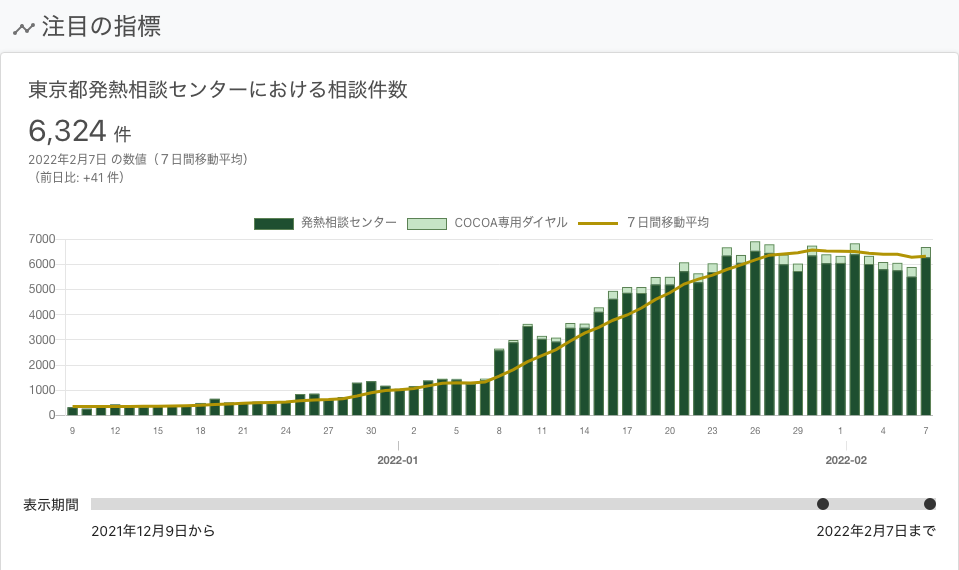 注目の指標
東京都発熱相談センターにおける相談件数
6,324 件
2022年2月7日 の数値（７日間移動平均）
（前日比: +41 件）
発熱相談センター COCOA専用ダイヤル ７日間移動平均
7000
6000
5000
4000
3000
2000
1000
0
9 12 15 18 21 24 27 30 2 5 8 11 14 17 20 23 26 29 1 4 7
2022-01 2022-02
表示期間
2021年12月9日から 2022年2月7日まで